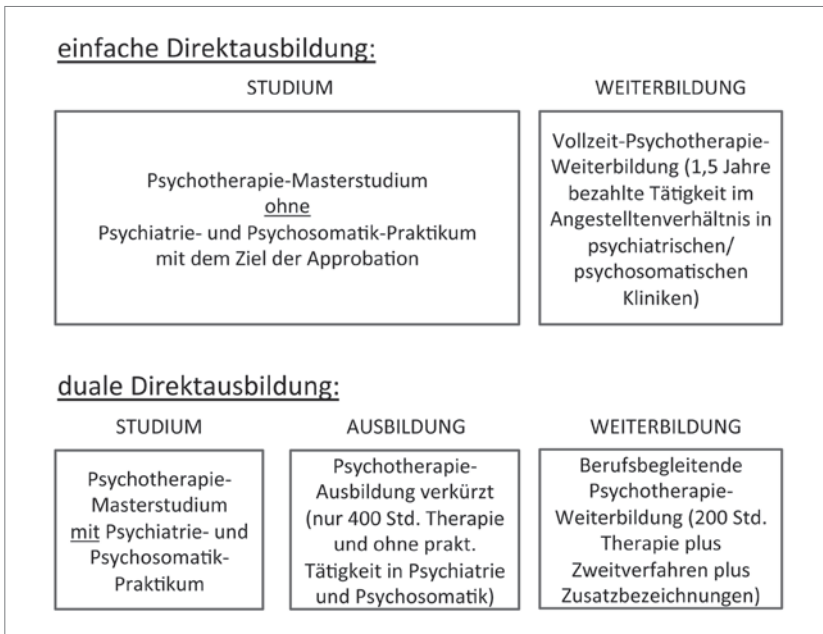 einfache Direktausbildung:
STUDIUM
WEITERBILDUNG
Psychotherapie-Masterstudium
ohne
Psychiatrie- und Psychosomatik-Praktikum
mit dem Ziel der Approbation
Vollzeit-Psychotherapie-
Weiterbildung (1,5 Jahre
bezahlte Tätigkeit im
Angestelltenverhältnis in
psychiatrischen/
psychosomatischen
Kliniken)
duale Direktausbildung:
STUDIUM
AUSBILDUNG
WEITERBILDUNG
Psychotherapie-
Masterstudium
mit Psychiatrie- und
Psychosomatik-
Praktikum
Psychotherapie-
Ausbildung verkürzt
(nur 400 Std. Therapie
und ohne prakt.
Tätigkeit in Psychiatrie
und Psychosomatik)
Berufsbegleitende
Psychotherapie-
Weiterbildung (200 Std.
Therapie plus
Zweitverfahren plus
Zusatzbezeichnungen)